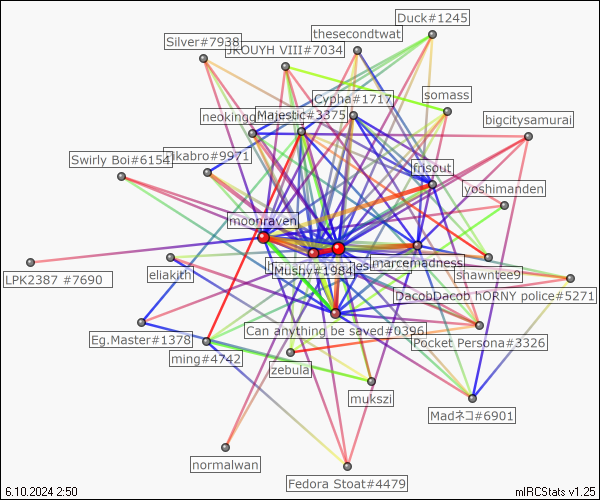 Duck#1245
thesecondtwat
Silver#7938
JKOUYH VIII#7034
Cypha#1717
somass
neoking
Majestic#3375
bigcitysamurai
Swirly Boi#6154
ikabro#9971
frisout
yoshimanden
moonraven
marcemadness
LPK2387 #7690
eliakith
Mushy#1984
shawntee9
DacobDacob hORNY police#5271
Can anything be saved#0396
Eg.Master#1378
Pocket Persona#3326
ming#4742
zebula
mukszi
Madネコ#6901
normalwan
Fedora Stoat#4479
6.10.2024 2:50
mIRCStats v1.25